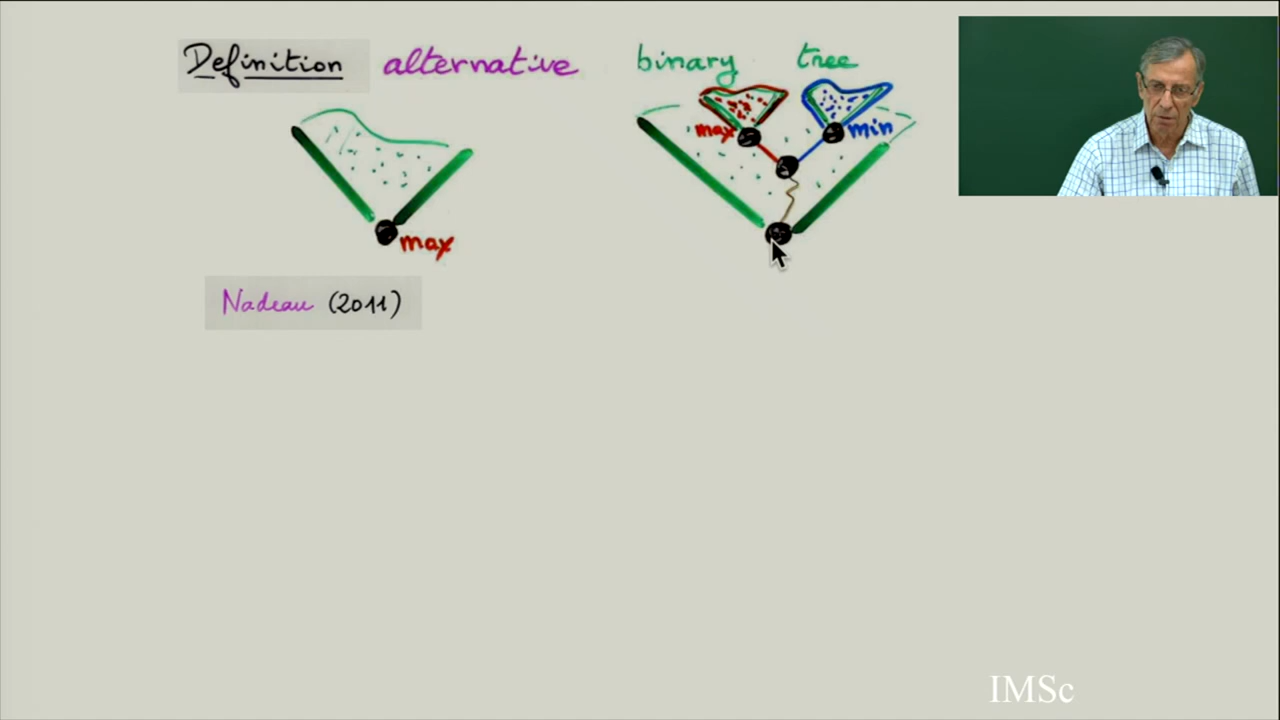 Definition alternative binary tree
max min
max
Nadeau (2011)
IMSc